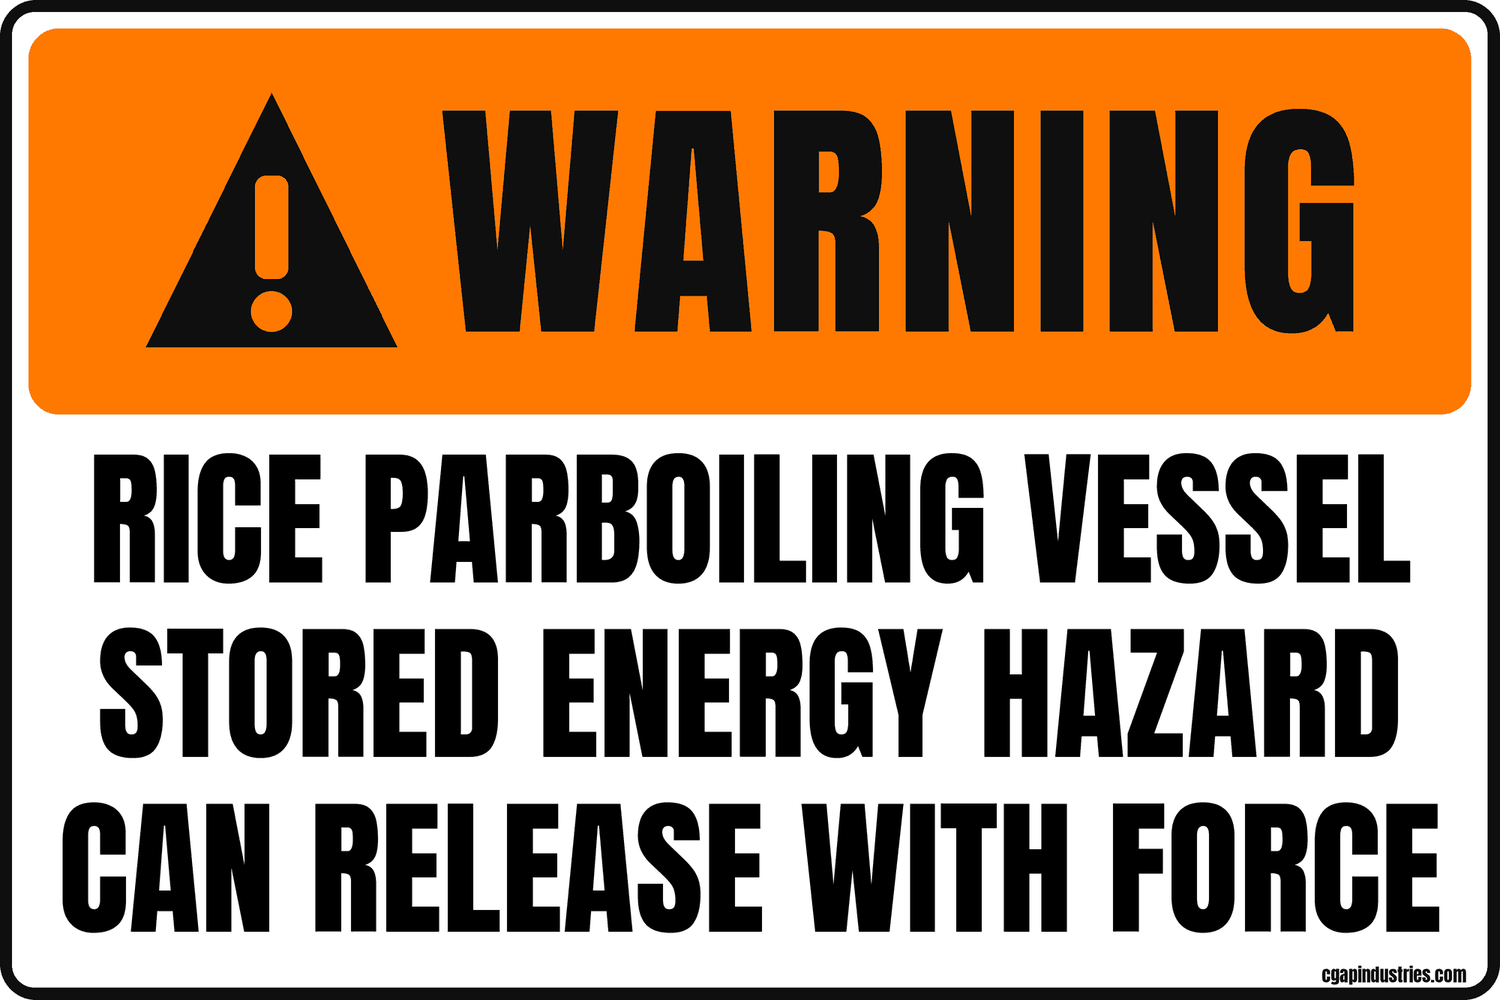 WARNING
RICE PARBOILING VESSEL
STORED ENERGY HAZARD
CAN RELEASE WITH FORCE
cgapindustries.com